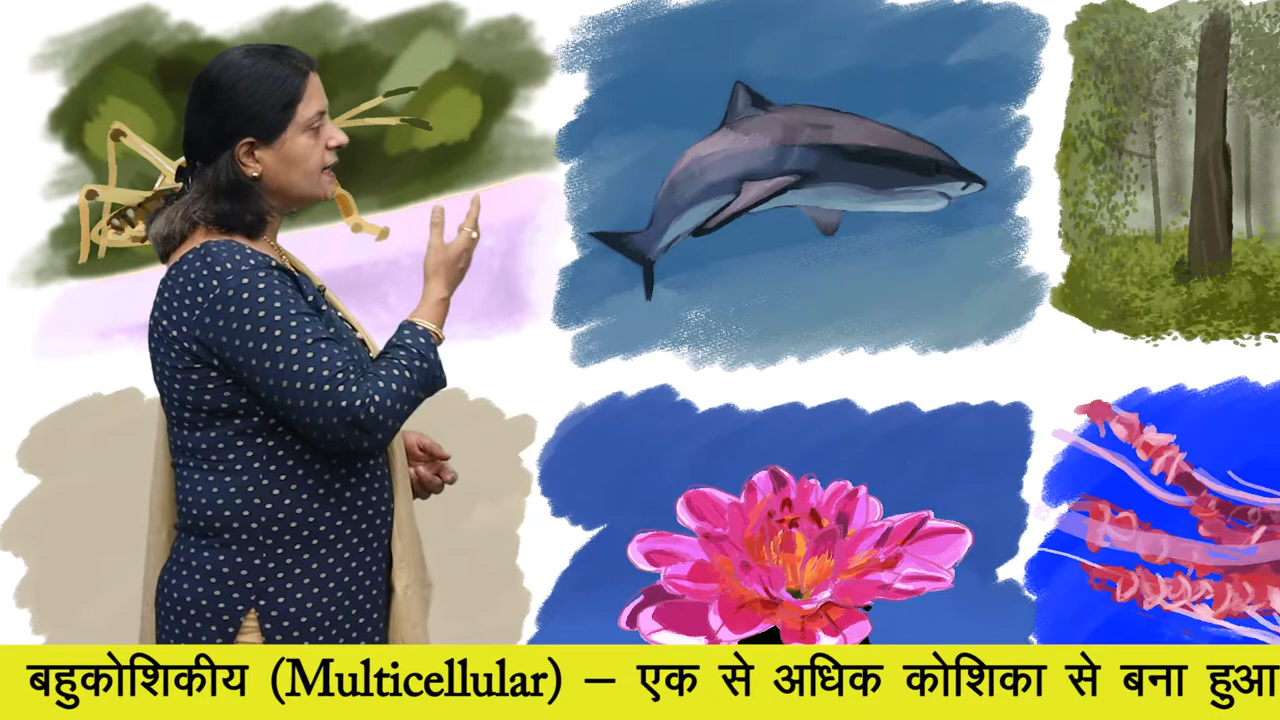 बहुकोशिकीय (Multicellular) – एक से अधिक कोशिका से बना हुआ